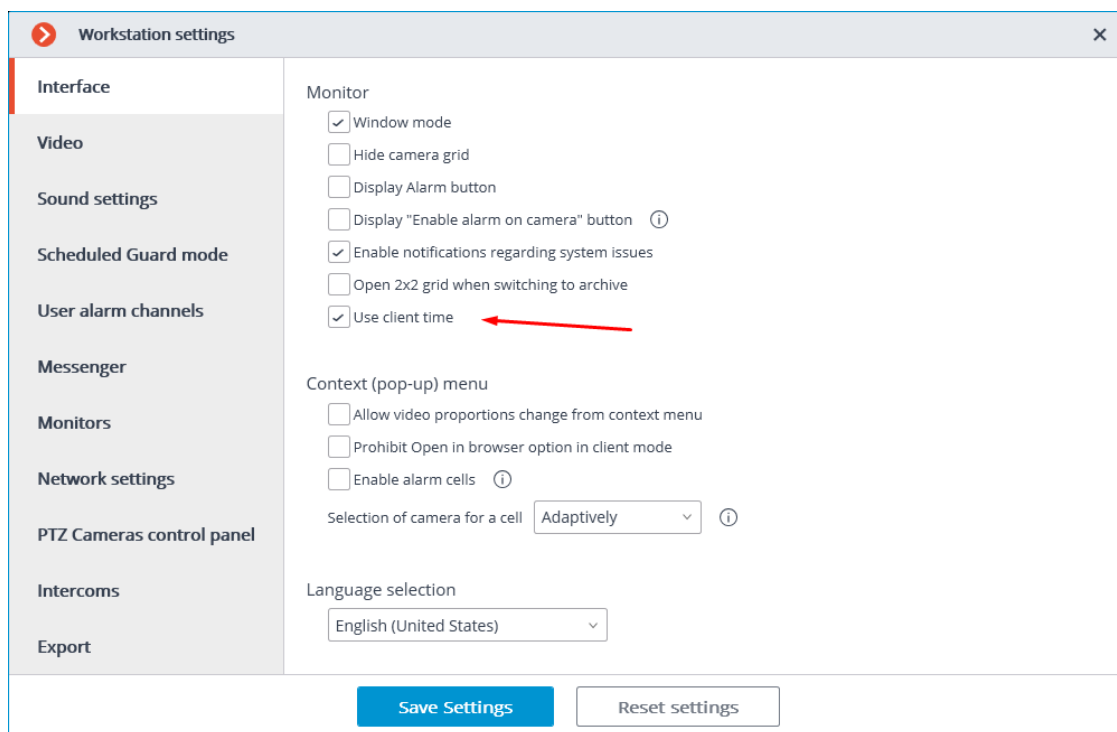 Workstation settings
Interface
Video
Sound settings
Scheduled Guard mode
User alarm channels
Messenger
Monitors
Network settings
PTZ Cameras control panel
Intercoms
Export
Monitor
Window mode
Hide camera grid
Display Alarm button
Display "Enable alarm on camera" button
Enable notifications regarding system issues
Open 2x2 grid when switching to archive
Use client time
Context (pop-up) menu
Allow video proportions change from context menu
Prohibit Open in browser option in client mode
Enable alarm cells
Selection of camera for a cell Adaptively
Language selection
English (United States)
Save Settings Reset settings